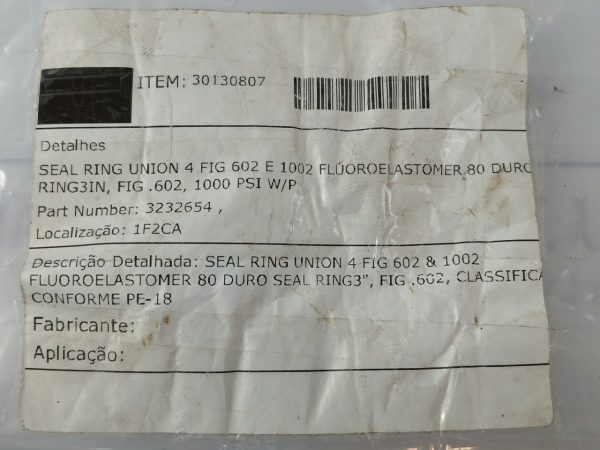 ITEM: 30130807
Detalhes
SEAL RING UNION 4 FIG 602 E 1002 FLUOROELASTOMER 80 DURO
RING3IN, FIG .602, 1000 PSI W/P
Part Number: 3232654 ,
Localização: 1F2CA
Descrição Detalhada: SEAL RING UNION 4 FIG 602 & 1002
FLUOROELASTOMER 80 DURO SEAL RING3", FIG .602, CLASSIFICA
CONFORME PE-18
Fabricante:
Aplicação: